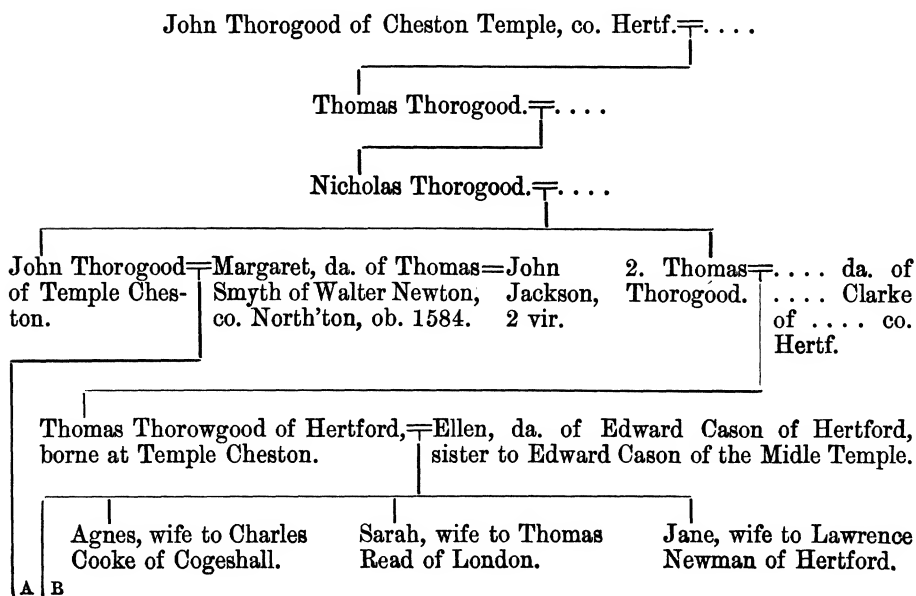 John Thorogood of Cheston Temple, co. Hertf.=....
Thomas Thorogood.=....
Nicholas Thorogood.=....
John Thorogood=Margaret, da. of Thomas=John 2. Thomas=.... da. of
of Temple Ches- Smyth of Walter Newton, Jackson, Thorogood. .... Clarke
ton. co. North'ton, ob. 1584. 2 vir. of .... co.
Hertf.
Thomas Thorowgood of Hertford,=Ellen, da. of Edward Cason of Hertford,
borne at Temple Cheston. sister to Edward Cason of the Midle Temple.
Agnes, wife to Charles Sarah, wife to Thomas Jane, wife to Lawrence
Cooke of Cogeshall. Read of London. Newman of Hertford.
A B